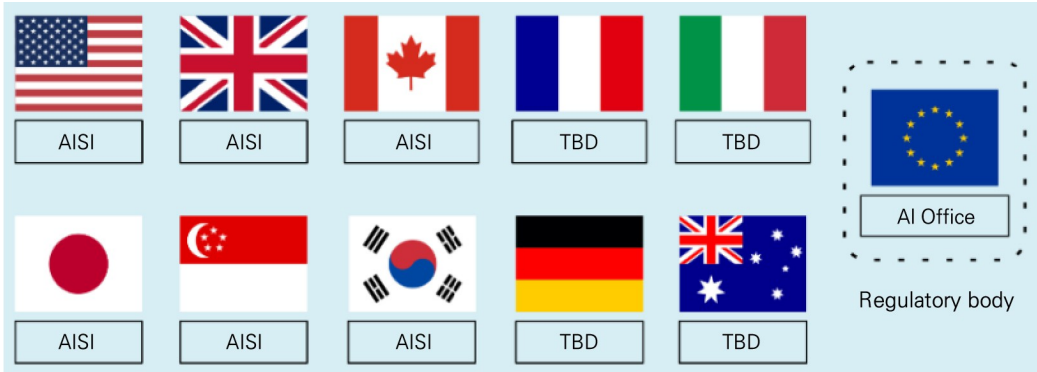 AISI
AISI
AISI
TBD
TBD
AI Office
AISI
AISI
AISI
TBD
TBD
Regulatory body